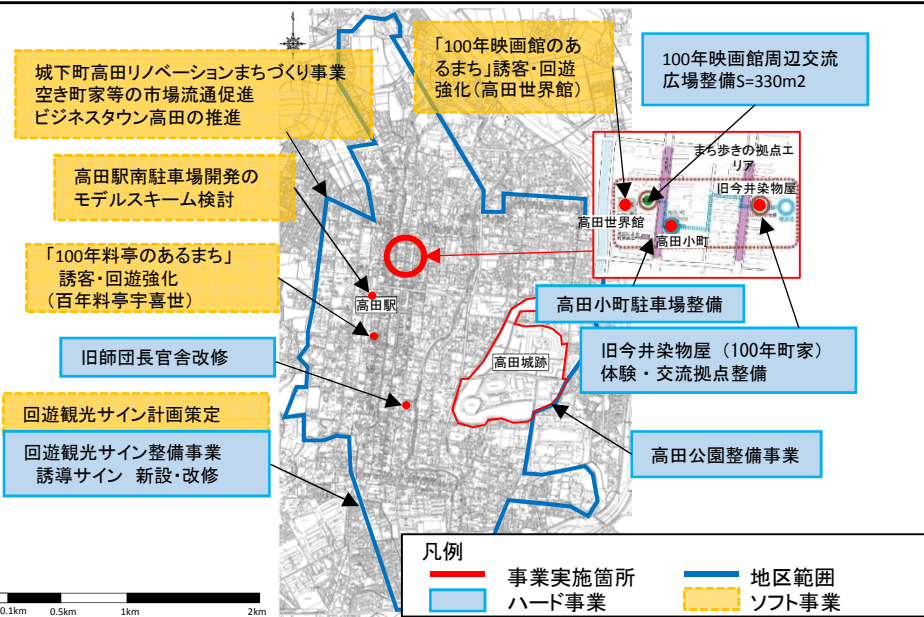 城下町高田リノベーションまちづくり事業
空き町家等の市場流通促進
ビジネスタウン高田の推進
「100年映画館のあ
るまち」誘客・回遊
強化(高田世界館)
100年映画館周辺交流
広場整備S=330m2
高田駅南駐車場開発の
モデルスキーム検討
まち歩きの拠点エ
リア
旧今井染物屋
高田世界館
高田小町
「100年料亭のあるまち」
誘客・回遊強化
(百年料亭宇喜世)
高田駅
高田小町駐車場整備
旧師団長官舎改修
高田城跡
旧今井染物屋 (100年町家)
体験・交流拠点整備
回遊観光サイン計画策定
回遊観光サイン整備事業
誘導サイン 新設・改修
高田公園整備事業
凡例
事業実施箇所
地区範囲
ハード事業
ソフト事業
0.1km 0.5km 1km 2km